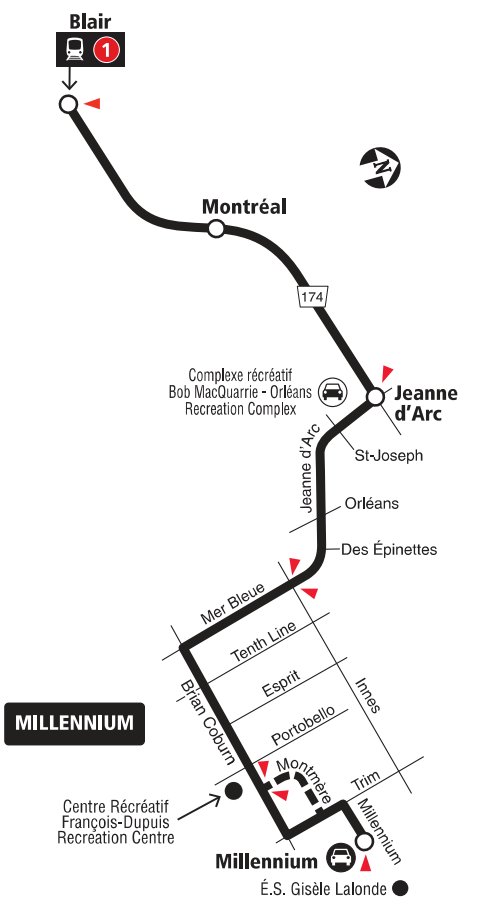 Blair
1
N
Montréal
174
Complexe récréatif
Bob MacQuarrie - Orléans
Recreation Complex
Jeanne
d'Arc
Jeanne d'Arc
St-Joseph
Orléans
Des Épinettes
Mer Bleue
Tenth Line
Esprit
Innes
Brian Coburn
Portobello
MILLENNIUM
Montmère
Trim
Millennium
Centre Récréatif
François-Dupuis
Recreation Centre
Millennium
É.S. Gisèle Lalonde